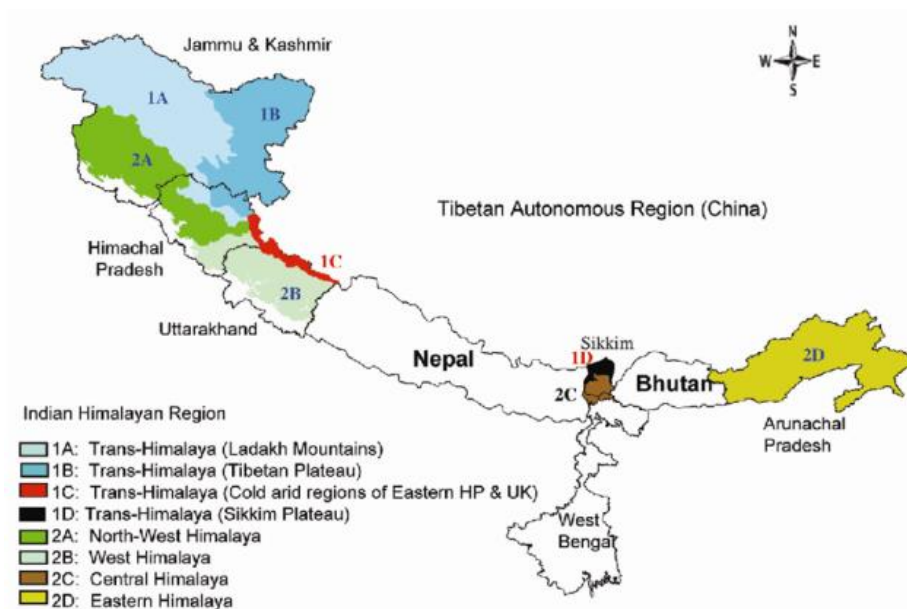 Jammu & Kashmir
N
W E
S
1A
1B
2A
Tibetan Autonomous Region (China)
Himachal
Pradesh
1C
2B
Uttarakhand
Nepal
Sikkim
1D
2C
Bhutan
2D
Arunachal
Pradesh
West
Bengal
Indian Himalayan Region
1A: Trans-Himalaya (Ladakh Mountains)
1B: Trans-Himalaya (Tibetan Plateau)
1C: Trans-Himalaya (Cold arid regions of Eastern HP & UK)
1D: Trans-Himalaya (Sikkim Plateau)
2A: North-West Himalaya
2B: West Himalaya
2C: Central Himalaya
2D: Eastern Himalaya